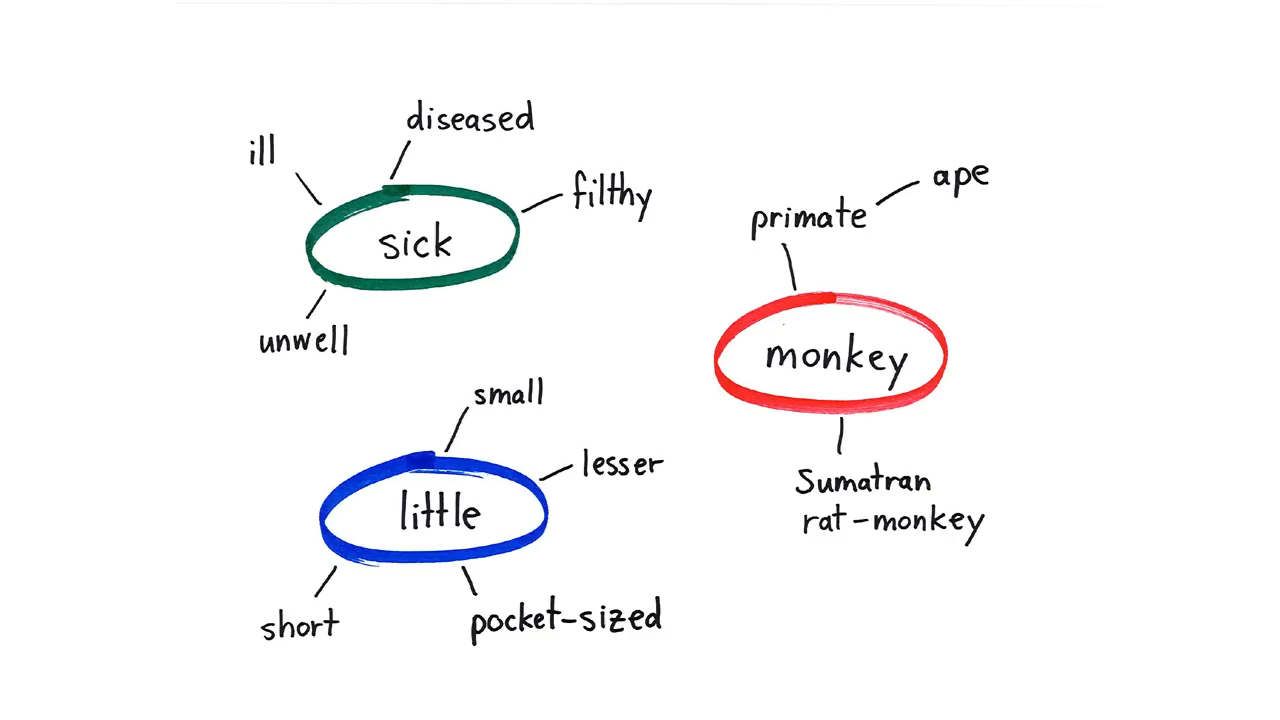 diseased
ill
filthy
sick
unwell
ape
primate
monkey
Sumatran
rat-monkey
small
lesser
little
short
pocket-sized